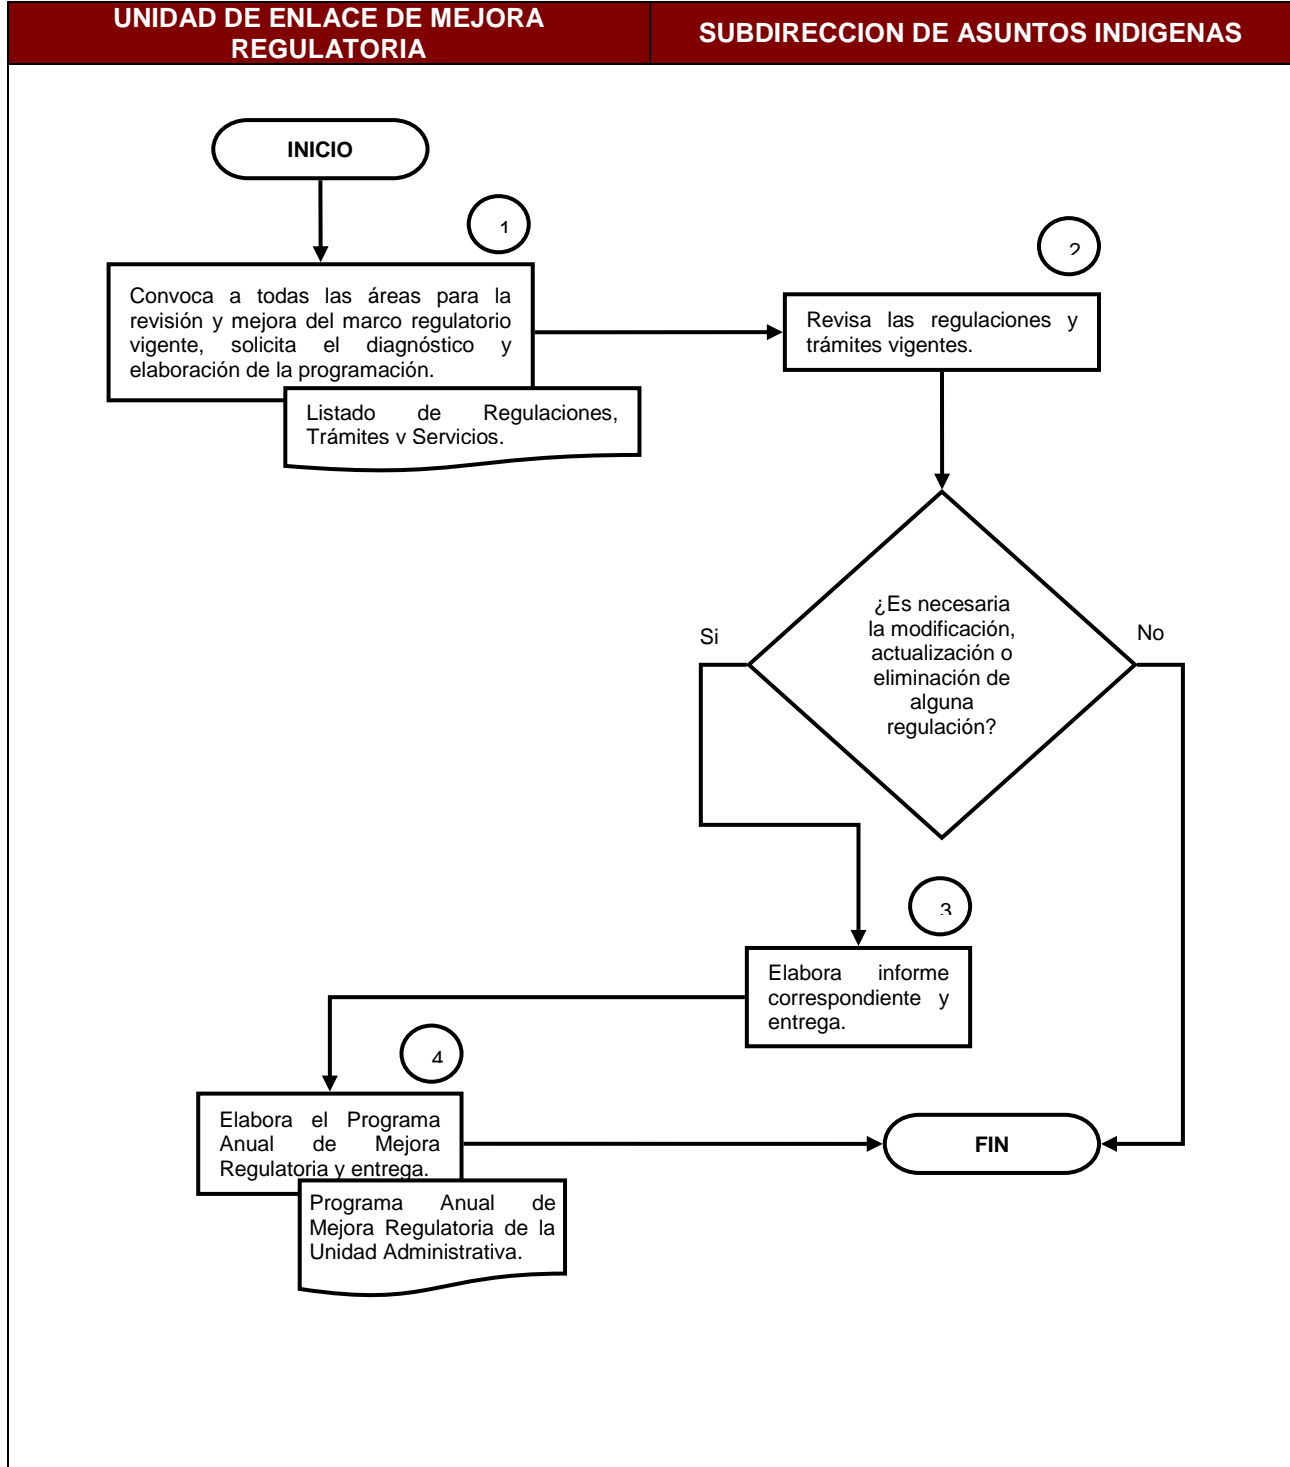 UNIDAD DE ENLACE DE MEJORA
REGULATORIA
SUBDIRECCION DE ASUNTOS INDIGENAS
INICIO
1
2
Convoca a todas las áreas para la
revisión y mejora del marco regulatorio
vigente, solicita el diagnóstico y
elaboración de la programación.
Revisa las regulaciones y
trámites vigentes.
Listado de Regulaciones,
Trámites y Servicios.
¿Es necesaria
la modificación,
actualización o
eliminación de
alguna
regulación?
Si
No
3
Elabora informe
correspondiente y
entrega.
4
Elabora el Programa
Anual de Mejora
Regulatoria y entrega.
FIN
Programa Anual de
Mejora Regulatoria de la
Unidad Administrativa.